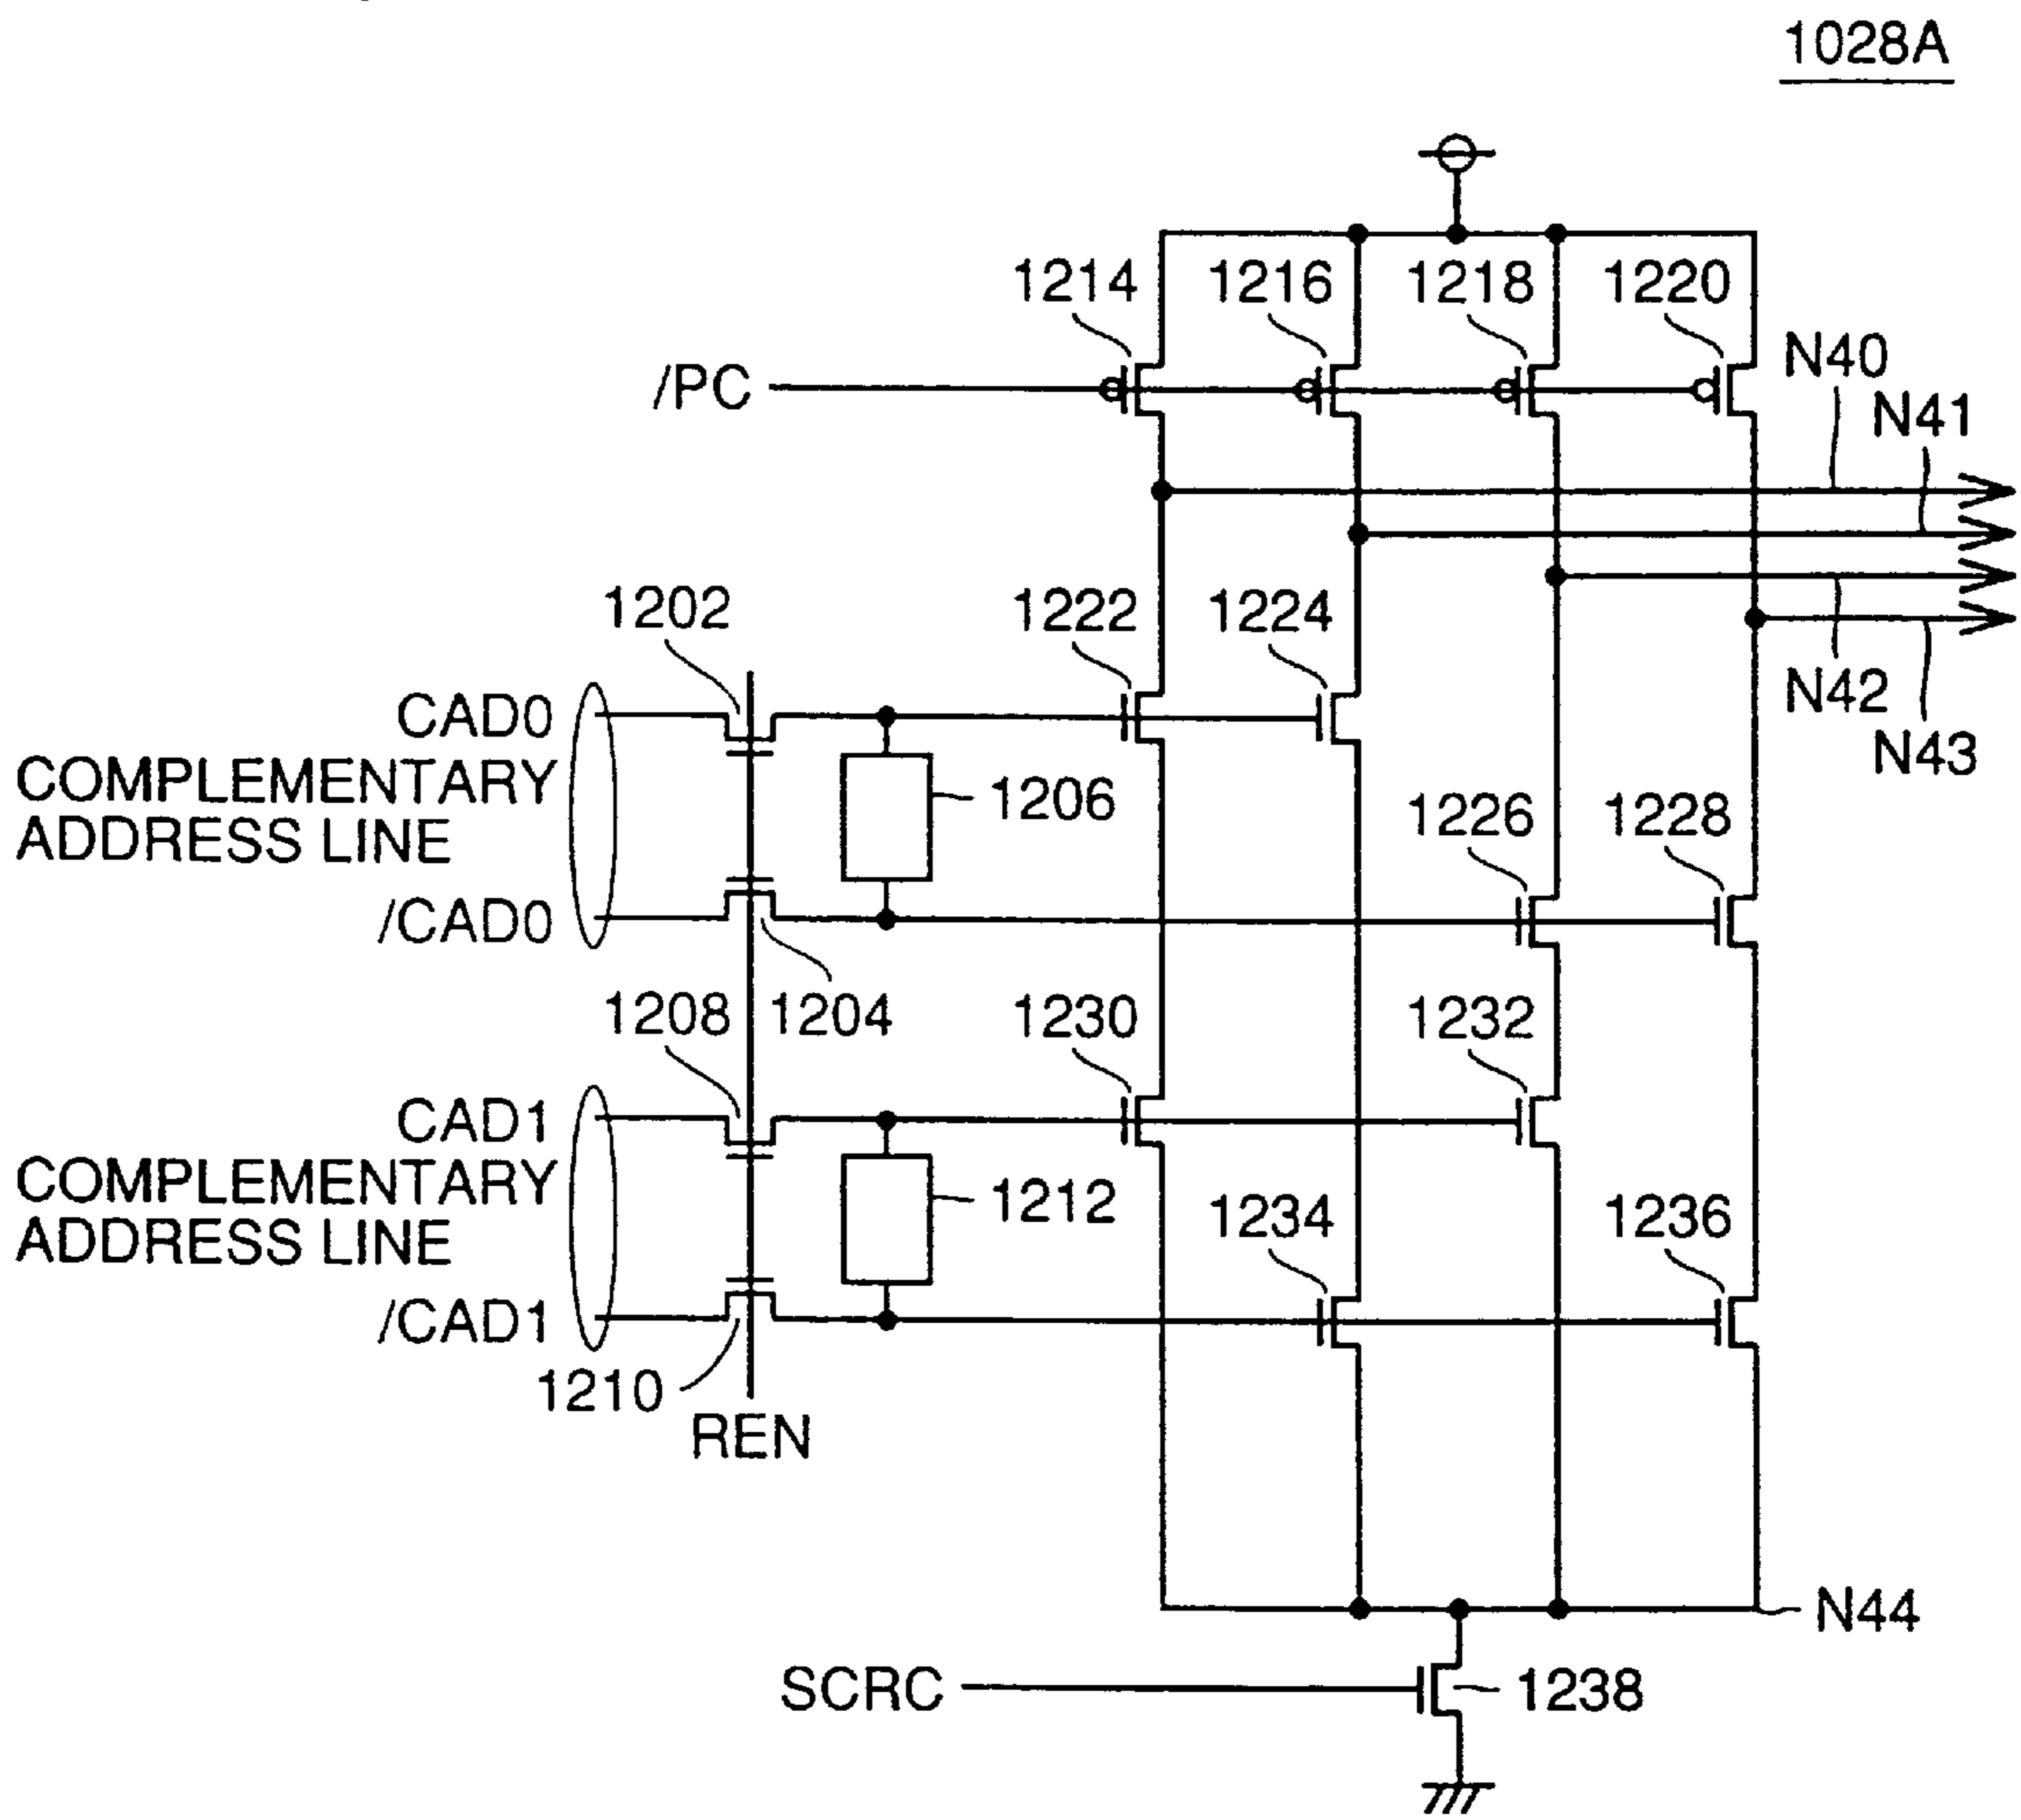 1028A
1214
1216
1218
1220
N40
/PC
N41
1202
1222
1224
N42
CAD0
N43
COMPLEMENTARY
ADDRESS LINE
1206
1226
1228
/CAD0
1208
1204
1230
1232
CAD1
COMPLEMENTARY
ADDRESS LINE
1212
1234
1236
/CAD1
1210
REN
N44
SCRC
1238